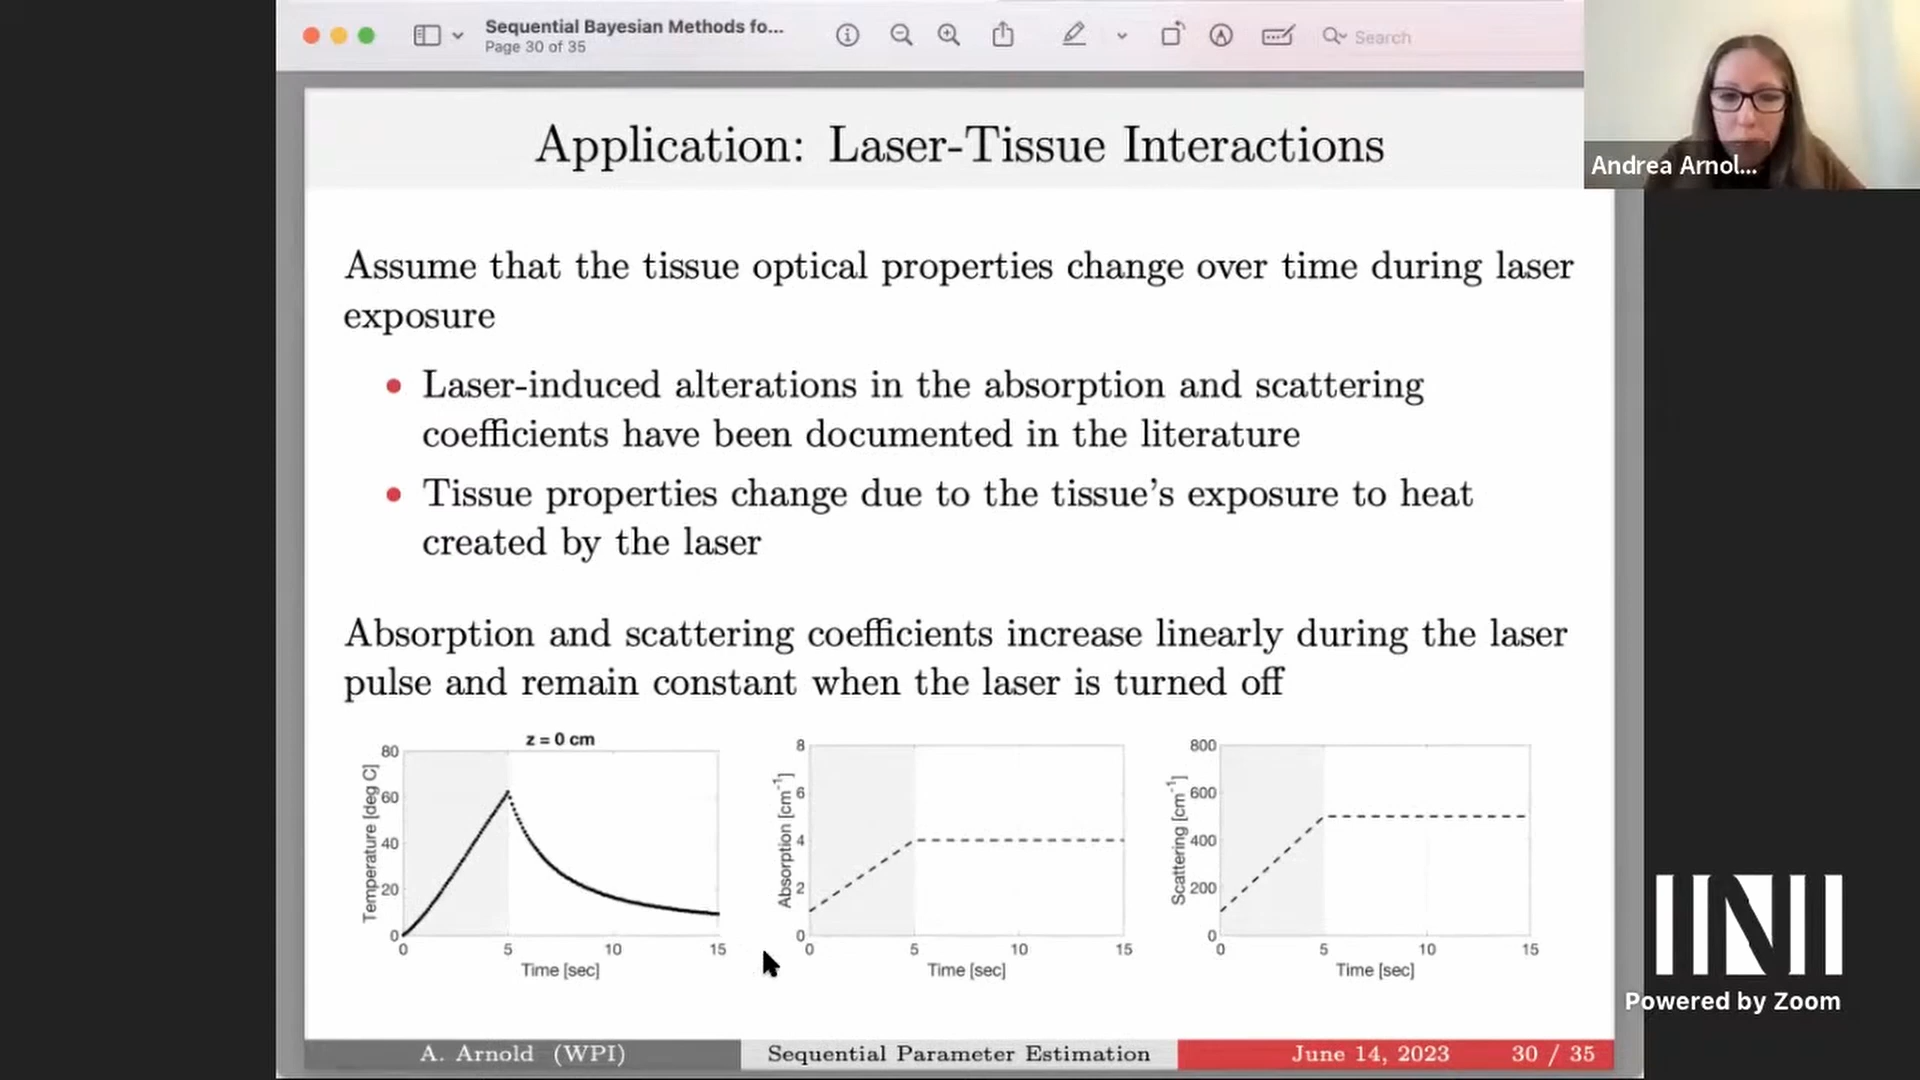 Sequential Bayesian Methods fo...
Page 30 of 35
Search
Andrea Arnol...
Application: Laser-Tissue Interactions
Assume that the tissue optical properties change over time during laser
exposure
Laser-induced alterations in the absorption and scattering
coefficients have been documented in the literature
Tissue properties change due to the tissue's exposure to heat
created by the laser
Absorption and scattering coefficients increase linearly during the laser
pulse and remain constant when the laser is turned off
z = 0 cm
Temperature [deg C]
80
60
40
20
0
0 5 10 15
Time [sec]
Absorption [cm⁻¹]
8
6
4
2
0
0 5 10 15
Time [sec]
Scattering [cm⁻¹]
800
600
400
200
0
0 5 10 15
Time [sec]
INI
Powered by Zoom
A. Arnold (WPI)
Sequential Parameter Estimation
June 14, 2023 30 / 35